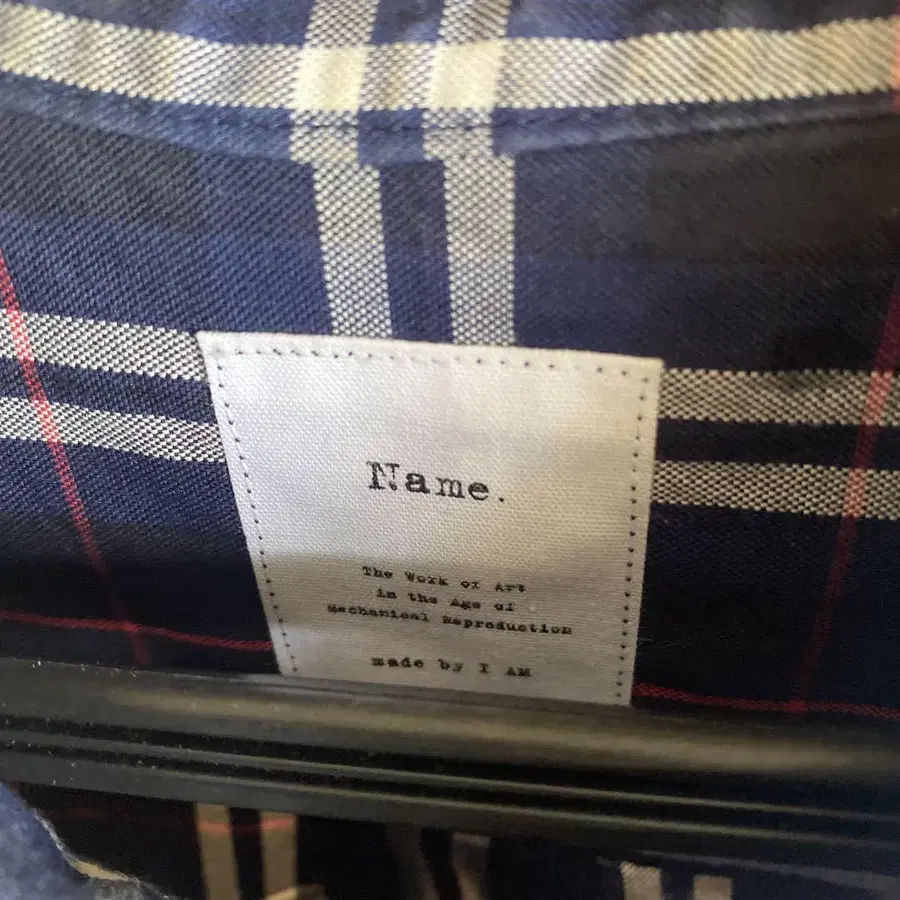 Name.
The Work of Art
in the Age of
Mechanical Reproduction
made by I AM